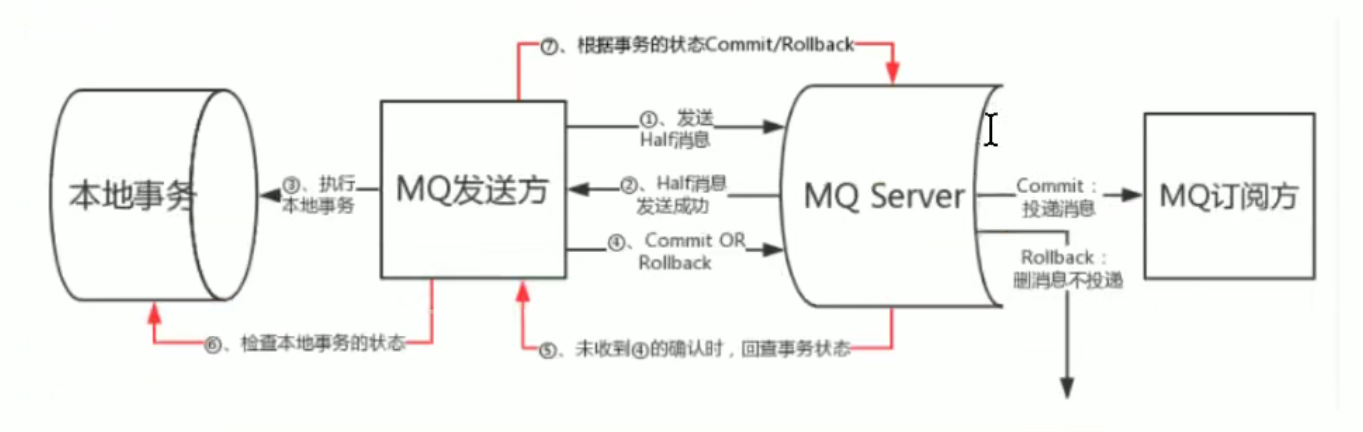 ⑦、根据事务的状态Commit/Rollback
①、发送
Half消息
本地事务
③、执行
本地事务
MQ发送方
②、Half消息
发送成功
MQ Server
Commit：
投递消息
MQ订阅方
④、Commit OR
Rollback
Rollback：
删消息不投递
⑥、检查本地事务的状态
⑤、未收到④的确认时，回查事务状态